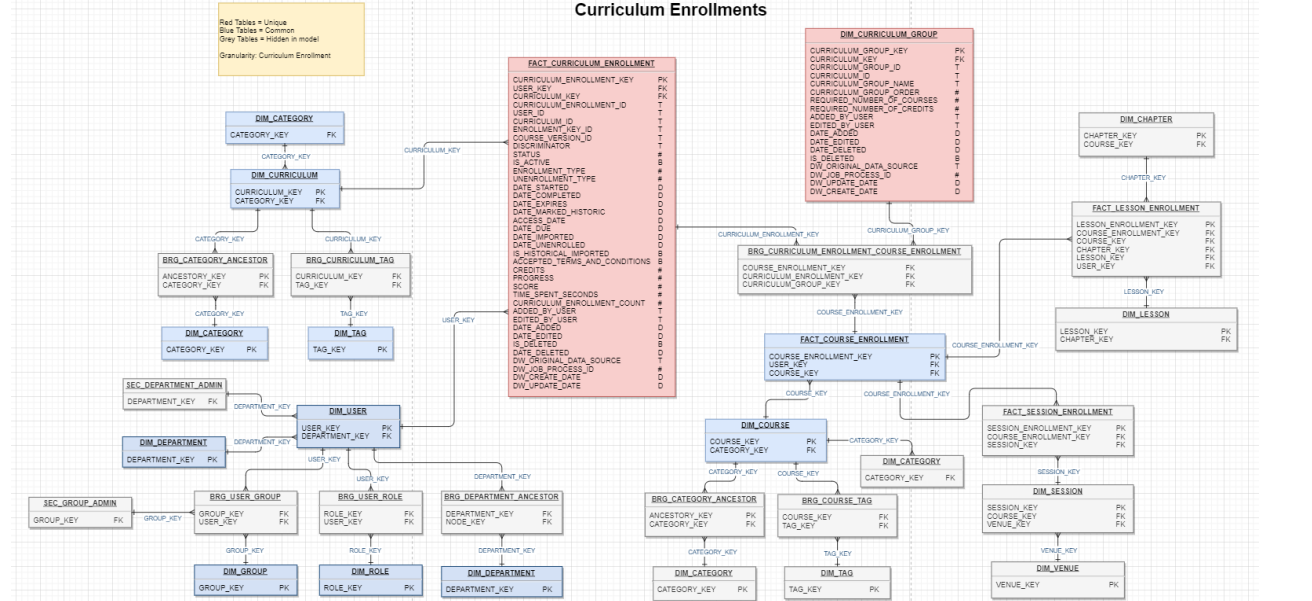 Curriculum Enrollments
Red Tables = Unique
Blue Tables = Common
Grey Tables = Hidden in model
Granularity: Curriculum Enrollment
DIM_CATEGORY
CATEGORY_KEY FK
CATEGORY_KEY
DIM_CURRICULUM
CURRICULUM_KEY PK
CATEGORY_KEY FK
CATEGORY_KEY
CURRICULUM_KEY
BRG_CATEGORY_ANCESTOR
ANCESTORY_KEY PK
CATEGORY_KEY FK
BRG_CURRICULUM_TAG
CURRICULUM_KEY FK
TAG_KEY FK
CATEGORY_KEY
TAG_KEY
DIM_CATEGORY
CATEGORY_KEY PK
DIM_TAG
TAG_KEY PK
CURRICULUM_KEY
USER_KEY
FACT_CURRICULUM_ENROLLMENT
CURRICULUM_ENROLLMENT_KEY PK
USER_KEY FK
CURRICULUM_KEY FK
CURRICULUM_ENROLLMENT_ID T
USER_ID T
CURRICULUM_ID T
ENROLLMENT_KEY_ID T
COURSE_VERSION_ID T
DISCRIMINATOR T
STATUS #
IS_ACTIVE B
ENROLLMENT_TYPE #
UNENROLLMENT_TYPE #
DATE_STARTED D
DATE_COMPLETED D
DATE_EXPIRES D
DATE_MARKED_HISTORIC D
ACCESS_DATE D
DATE_DUE D
DATE_IMPORTED D
DATE_UNENROLLED D
IS_HISTORICAL_IMPORTED B
ACCEPTED_TERMS_AND_CONDITIONS B
CREDITS #
PROGRESS #
SCORE #
TIME_SPENT_SECONDS #
CURRICULUM_ENROLLMENT_COUNT #
ADDED_BY_USER T
EDITED_BY_USER T
DATE_ADDED D
DATE_EDITED D
IS_DELETED B
DATE_DELETED D
DW_ORIGINAL_DATA_SOURCE T
DW_JOB_PROCESS_ID #
DW_CREATE_DATE D
DW_UPDATE_DATE D
DIM_CURRICULUM_GROUP
CURRICULUM_GROUP_KEY PK
CURRICULUM_KEY FK
CURRICULUM_GROUP_ID T
CURRICULUM_ID T
CURRICULUM_GROUP_NAME T
CURRICULUM_GROUP_ORDER #
REQUIRED_NUMBER_OF_COURSES #
REQUIRED_NUMBER_OF_CREDITS #
ADDED_BY_USER T
EDITED_BY_USER T
DATE_ADDED D
DATE_EDITED D
DATE_DELETED D
IS_DELETED B
DW_ORIGINAL_DATA_SOURCE T
DW_JOB_PROCESS_ID #
DW_UPDATE_DATE D
DW_CREATE_DATE D
CURRICULUM_ENROLLMENT_KEY
CURRICULUM_GROUP_KEY
BRG_CURRICULUM_ENROLLMENT_COURSE_ENROLLMENT
COURSE_ENROLLMENT_KEY FK
CURRICULUM_ENROLLMENT_KEY FK
CURRICULUM_GROUP_KEY FK
COURSE_ENROLLMENT_KEY
FACT_COURSE_ENROLLMENT
COURSE_ENROLLMENT_KEY PK
USER_KEY FK
COURSE_KEY FK
COURSE_ENROLLMENT_KEY
COURSE_KEY
COURSE_ENROLLMENT_KEY
DIM_CHAPTER
CHAPTER_KEY PK
COURSE_KEY FK
CHAPTER_KEY
FACT_LESSON_ENROLLMENT
LESSON_ENROLLMENT_KEY PK
COURSE_ENROLLMENT_KEY FK
COURSE_KEY FK
CHAPTER_KEY FK
LESSON_KEY FK
USER_KEY FK
LESSON_KEY
DIM_LESSON
LESSON_KEY PK
CHAPTER_KEY FK
SEC_DEPARTMENT_ADMIN
DEPARTMENT_KEY FK
DEPARTMENT_KEY
DIM_DEPARTMENT
DEPARTMENT_KEY PK
DEPARTMENT_KEY
DIM_USER
USER_KEY PK
DEPARTMENT_KEY FK
USER_KEY
USER_KEY
DEPARTMENT_KEY
SEC_GROUP_ADMIN
GROUP_KEY FK
GROUP_KEY
BRG_USER_GROUP
GROUP_KEY FK
USER_KEY FK
BRG_USER_ROLE
ROLE_KEY FK
USER_KEY FK
BRG_DEPARTMENT_ANCESTOR
DEPARTMENT_KEY FK
NODE_KEY FK
GROUP_KEY
ROLE_KEY
DEPARTMENT_KEY
DIM_GROUP
GROUP_KEY PK
DIM_ROLE
ROLE_KEY PK
DIM_DEPARTMENT
DEPARTMENT_KEY PK
DIM_COURSE
COURSE_KEY PK
CATEGORY_KEY FK
CATEGORY_KEY
DIM_CATEGORY
CATEGORY_KEY FK
CATEGORY_KEY
COURSE_KEY
BRG_CATEGORY_ANCESTOR
ANCESTORY_KEY PK
CATEGORY_KEY FK
BRG_COURSE_TAG
COURSE_KEY FK
TAG_KEY FK
CATEGORY_KEY
TAG_KEY
DIM_CATEGORY
CATEGORY_KEY PK
DIM_TAG
TAG_KEY PK
FACT_SESSION_ENROLLMENT
SESSION_ENROLLMENT_KEY PK
COURSE_ENROLLMENT_KEY FK
SESSION_KEY FK
SESSION_KEY
DIM_SESSION
SESSION_KEY PK
COURSE_KEY FK
VENUE_KEY FK
VENUE_KEY
DIM_VENUE
VENUE_KEY PK